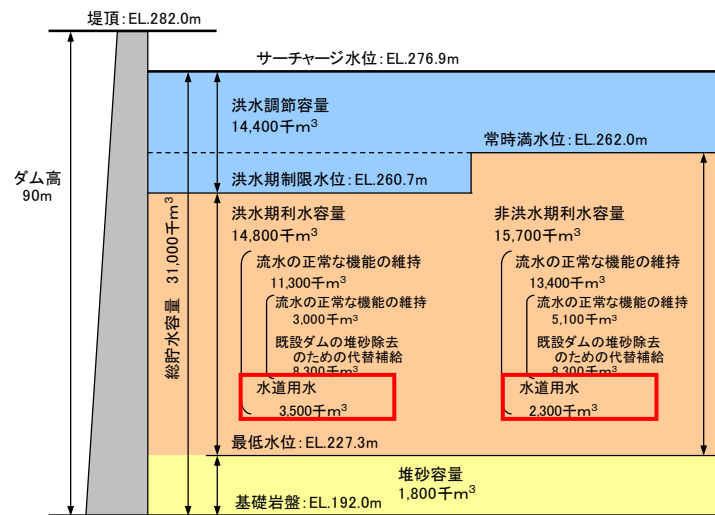 堤頂：EL.282.0m
サーチャージ水位：EL.276.9m
洪水調節容量
14,400千m³
常時満水位：EL.262.0m
洪水期制限水位：EL.260.7m
ダム高
90m
総貯水容量 31,000千m³
洪水期利水容量
14,800千m³
流水の正常な機能の維持
11,300千m³
流水の正常な機能の維持
3,000千m³
既設ダムの堆砂除去
のための代替補給
8,300千m³
水道用水
3,500千m³
非洪水期利水容量
15,700千m³
流水の正常な機能の維持
13,400千m³
流水の正常な機能の維持
5,100千m³
既設ダムの堆砂除去
のための代替補給
8,300千m³
水道用水
2,300千m³
最低水位：EL.227.3m
堆砂容量
1,800千m³
基礎岩盤：EL.192.0m